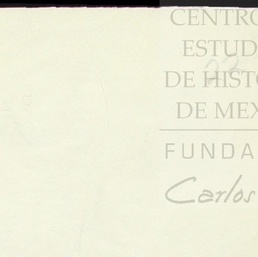 CENTRO
ESTUD
DE HISTO
DE MEX
FUNDA
Carlos